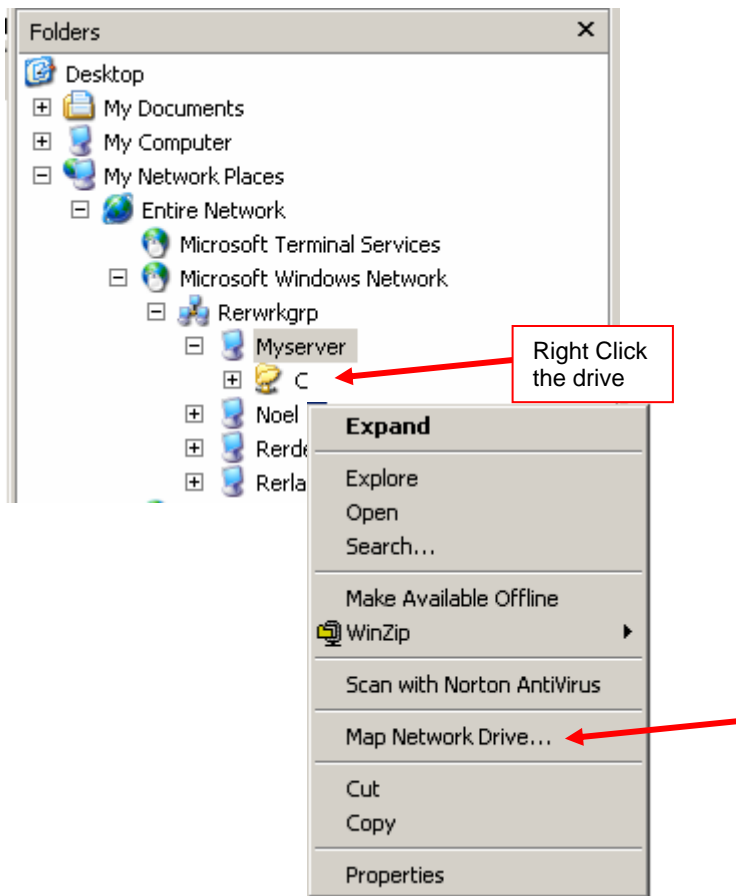 Folders
Desktop
My Documents
My Computer
My Network Places
Entire Network
Microsoft Terminal Services
Microsoft Windows Network
Rerwrkgrp
Myserver
C
Right Click
the drive
Noel
Expand
Explore
Open
Search...
Make Available Offline
WinZip
Scan with Norton AntiVirus
Map Network Drive...
Cut
Copy
Properties